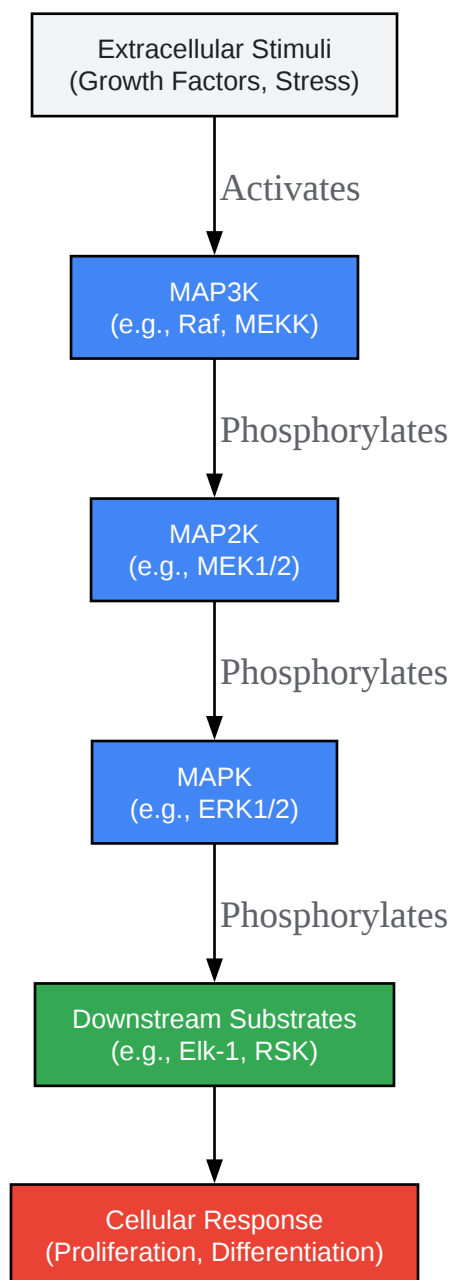 Extracellular Stimuli
(Growth Factors, Stress)
Activates
MAP3K
(e.g., Raf, MEKK)
Phosphorylates
MAP2K
(e.g., MEK1/2)
Phosphorylates
MAPK
(e.g., ERK1/2)
Phosphorylates
Downstream Substrates
(e.g., Elk-1, RSK)
Cellular Response
(Proliferation, Differentiation)